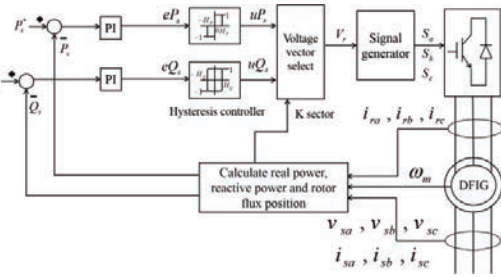 P*s
PI
ePs
uPs
Voltage
vector
select
Vr
Signal
generator
Sa
Sb
Sc
Ps
PI
eQs
uQs
Qs
Hysteresis controller
K sector
ira , irb , irc
Calculate real power,
reactive power and rotor
flux position
ωm
DFIG
vsa , vsb , vsc
isa , isb , isc